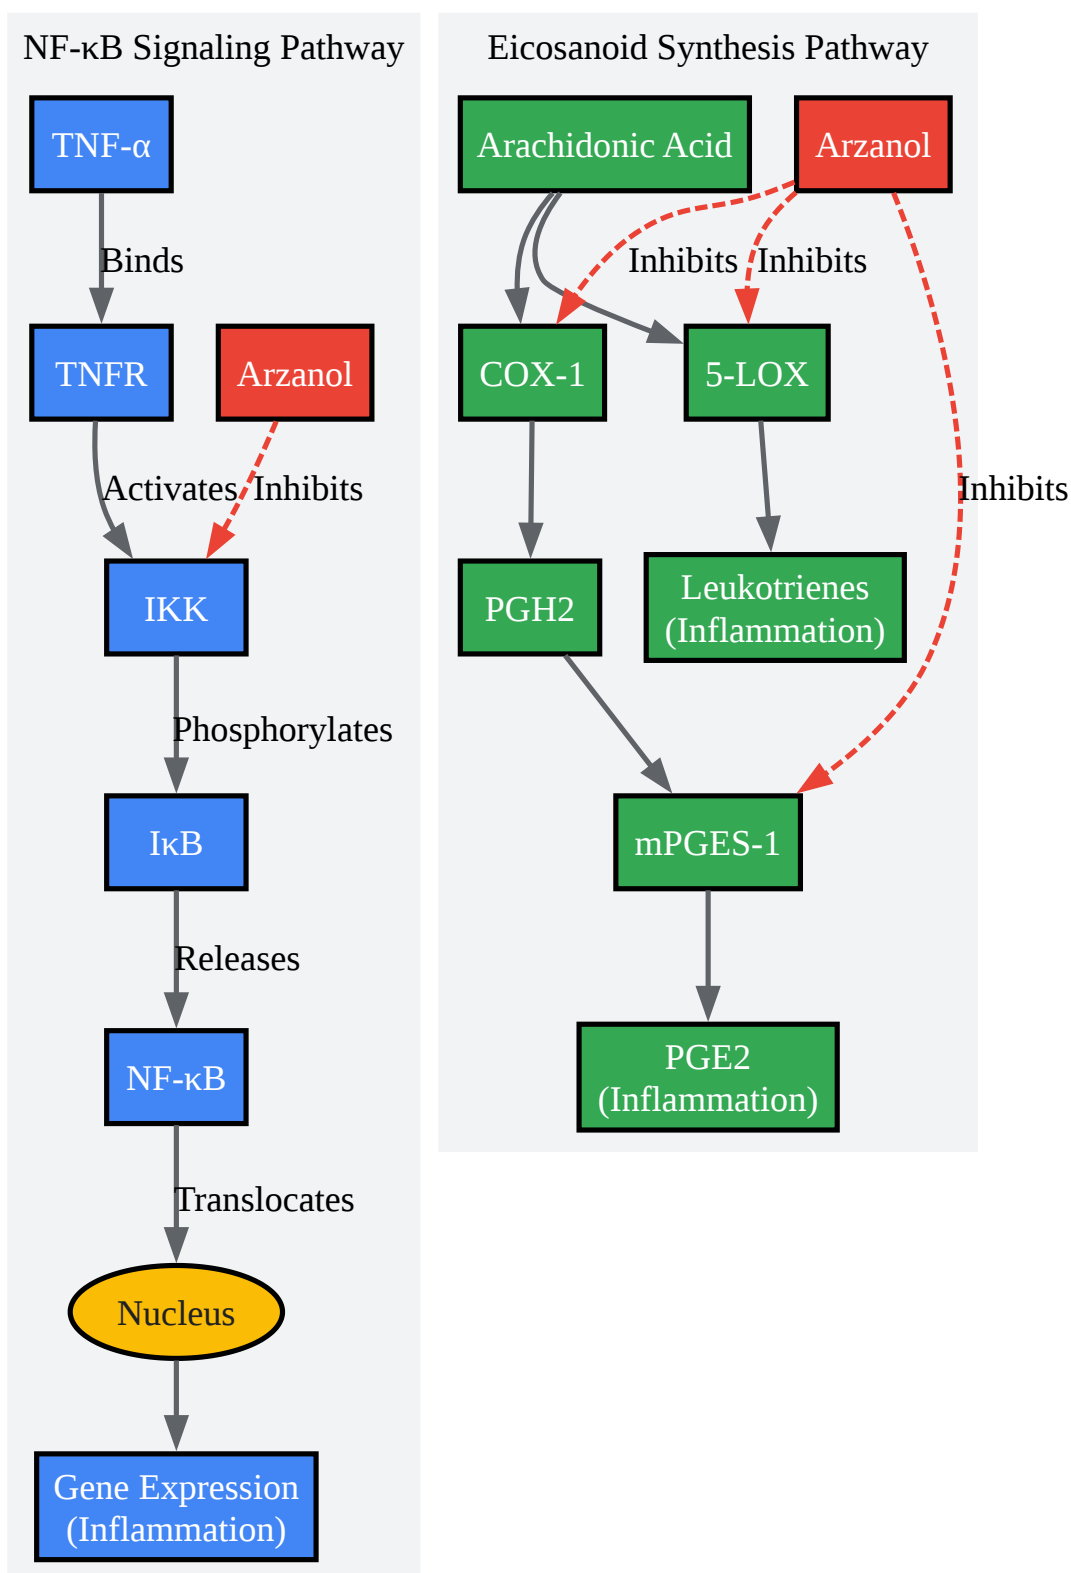 NF-κB Signaling Pathway
TNF-α
Binds
TNFR
Arzanol
Activates
Inhibits
IKK
Phosphorylates
IκB
Releases
NF-κB
Translocates
Nucleus
Gene Expression
(Inflammation)
Eicosanoid Synthesis Pathway
Arachidonic Acid
Arzanol
Inhibits
Inhibits
COX-1
5-LOX
Inhibits
PGH2
Leukotrienes
(Inflammation)
mPGES-1
PGE2
(Inflammation)